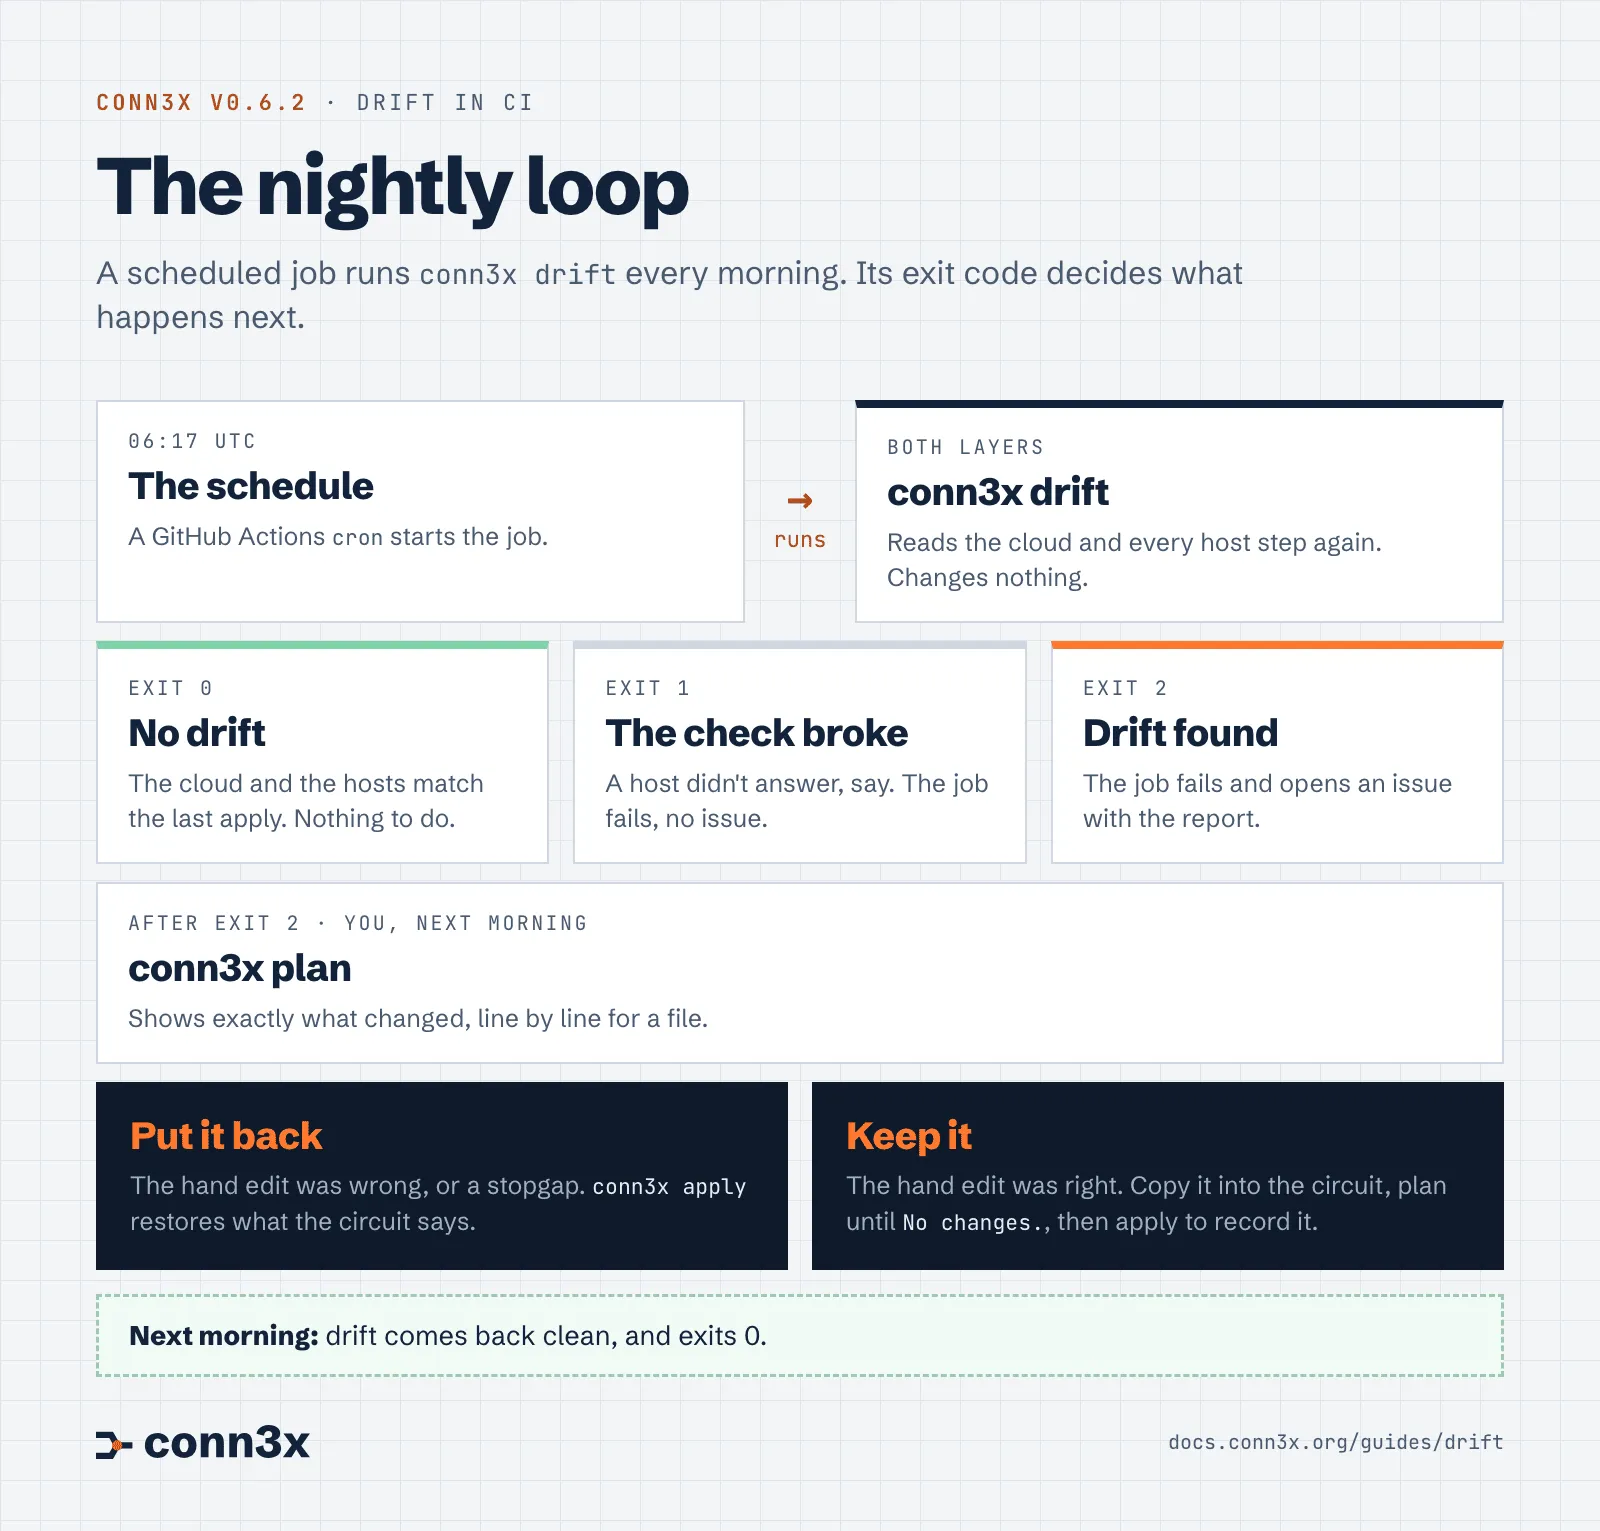 CONN3X V0.6.2 · DRIFT IN CI
The nightly loop
A scheduled job runs conn3x drift every morning. Its exit code decides what
happens next.
06:17 UTC
The schedule
A GitHub Actions cron starts the job.
→
runs
BOTH LAYERS
conn3x drift
Reads the cloud and every host step again.
Changes nothing.
EXIT 0
No drift
The cloud and the hosts match
the last apply. Nothing to do.
EXIT 1
The check broke
A host didn't answer, say. The job
fails, no issue.
EXIT 2
Drift found
The job fails and opens an issue
with the report.
AFTER EXIT 2 · YOU, NEXT MORNING
conn3x plan
Shows exactly what changed, line by line for a file.
Put it back
The hand edit was wrong, or a stopgap. conn3x apply
restores what the circuit says.
Keep it
The hand edit was right. Copy it into the circuit, plan
until No changes., then apply to record it.
Next morning: drift comes back clean, and exits 0.
conn3x
docs.conn3x.org/guides/drift